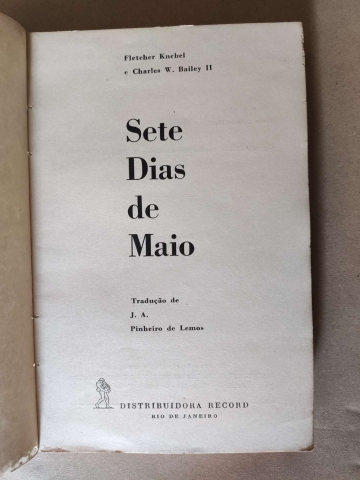 Fletcher Knebel
e Charles W. Bailey II
Sete
Dias
de
Maio
Tradução de
J. A.
Pinheiro de Lemos
DISTRIBUIDORA RECORD
RIO DE JANEIRO